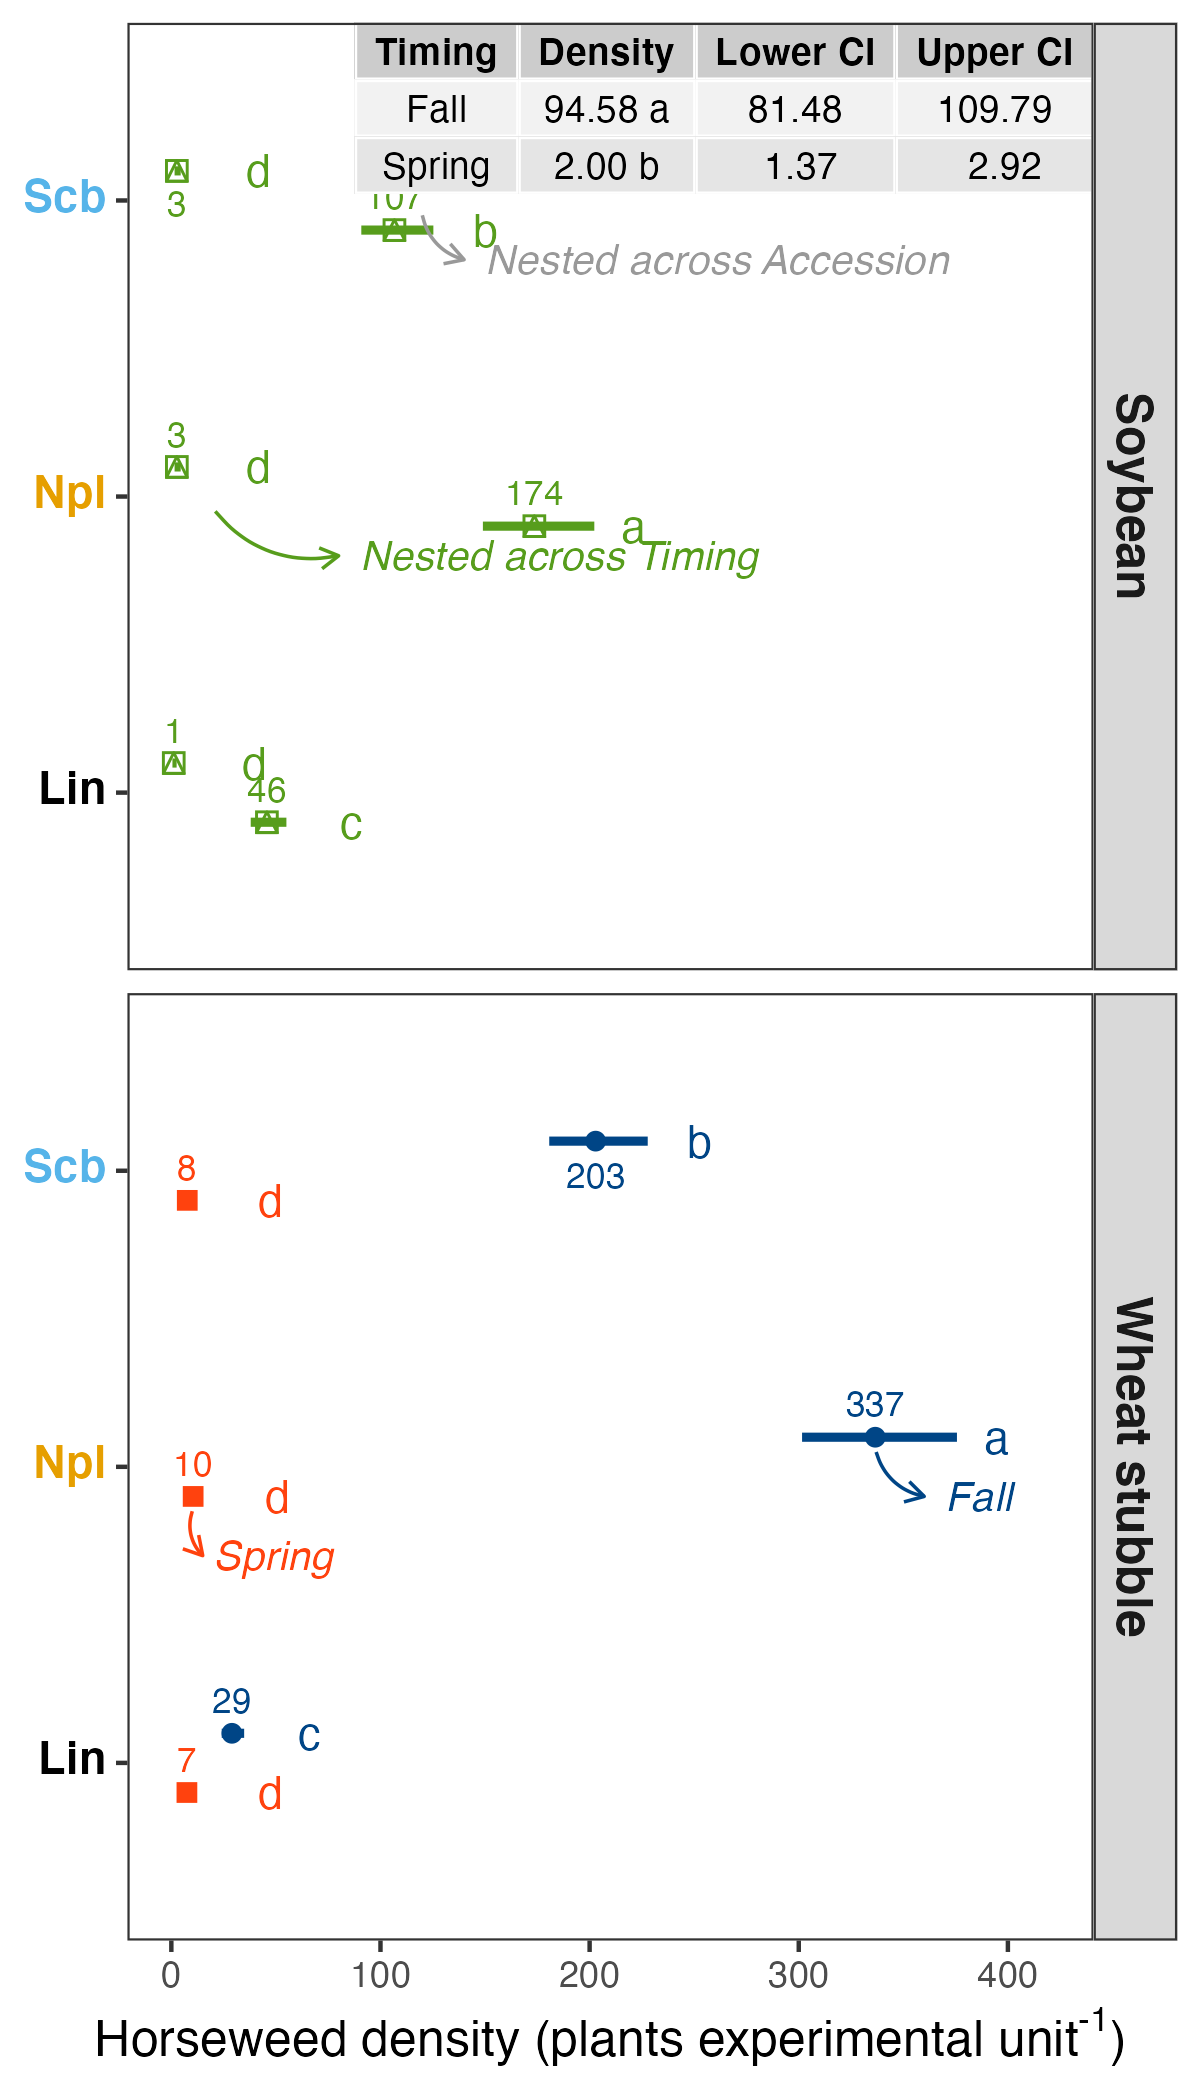 Timing Density Lower CI Upper CI
Fall 94.58 a 81.48 109.79
Spring 2.00 b 1.37 2.92
Scb
d
3
107
b
Nested across Accession
Soybean
Npl
3
d
174
a
Nested across Timing
Lin
1
d
46
c
Scb
b
203
8
d
Wheat stubble
Npl
337
a
Fall
10
d
Spring
Lin
29
c
7
d
0 100 200 300 400
Horseweed density (plants experimental unit-1)